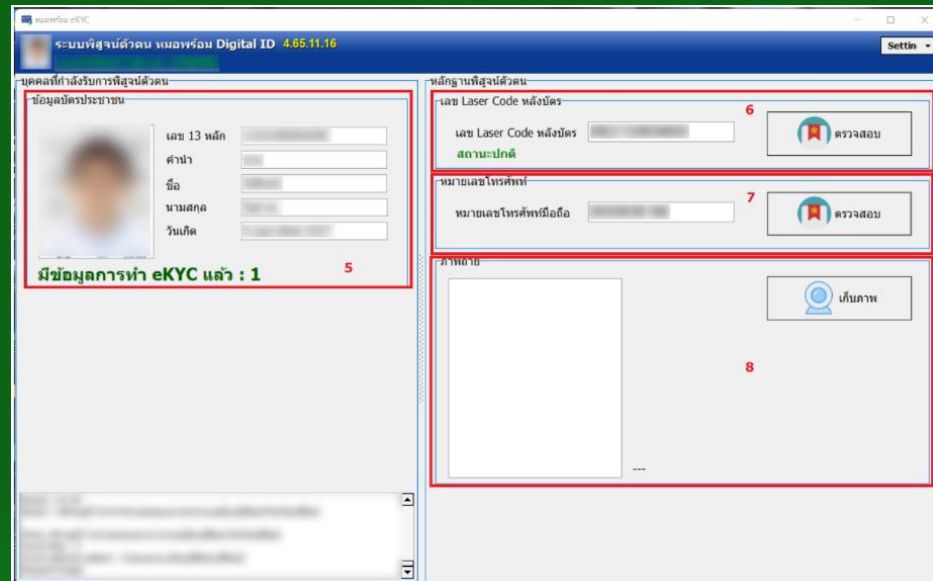 หมอพร้อม eKYC
ระบบพิสูจน์ตัวตน หมอพร้อม Digital ID 4.65.11.16
Settin
บุคคลที่กำลังรับการพิสูจน์ตัวตน
ข้อมูลบัตรประชาชน
เลข 13 หลัก
คำนำ
ชื่อ
นามสกุล
วันเกิด
มีข้อมูลการทำ eKYC แล้ว : 1
5
หลักฐานพิสูจน์ตัวตน
เลข Laser Code หลังบัตร
6
เลข Laser Code หลังบัตร
ตรวจสอบ
สถานะปกติ
หมายเลขโทรศัพท์
7
หมายเลขโทรศัพท์มือถือ
ตรวจสอบ
ภาพถ่าย
เก็บภาพ
8
---